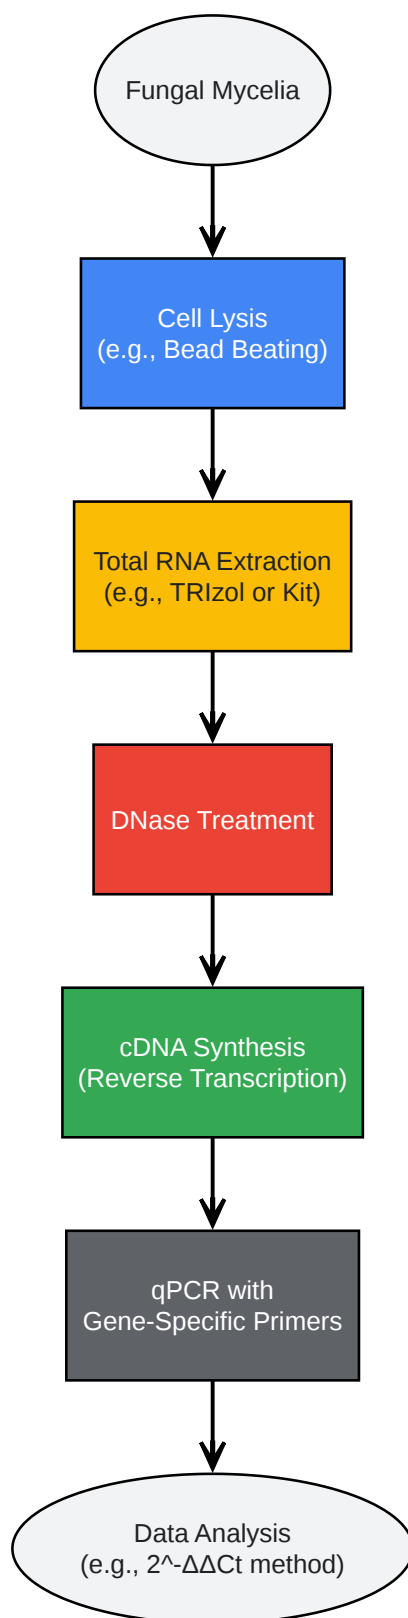 Fungal Mycelia
Cell Lysis
(e.g., Bead Beating)
Total RNA Extraction
(e.g., TRIzol or Kit)
DNase Treatment
cDNA Synthesis
(Reverse Transcription)
qPCR with
Gene-Specific Primers
Data Analysis
(e.g., 2^-ΔΔCt method)